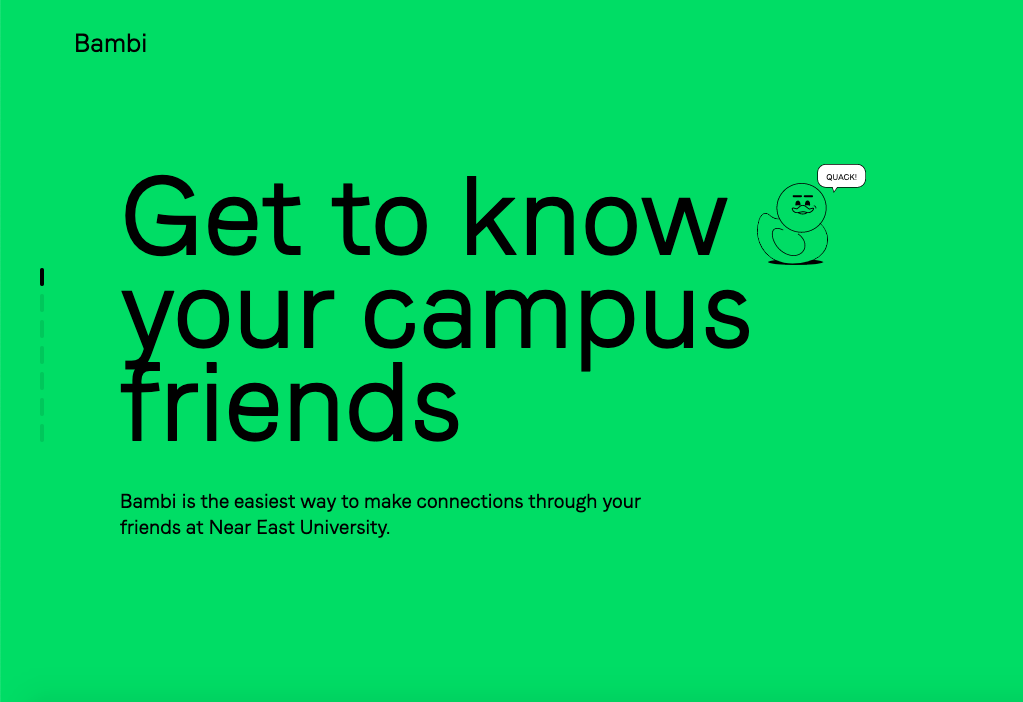 Bambi
Get to know
QUACK!
your campus
friends
Bambi is the easiest way to make connections through your
friends at Near East University.